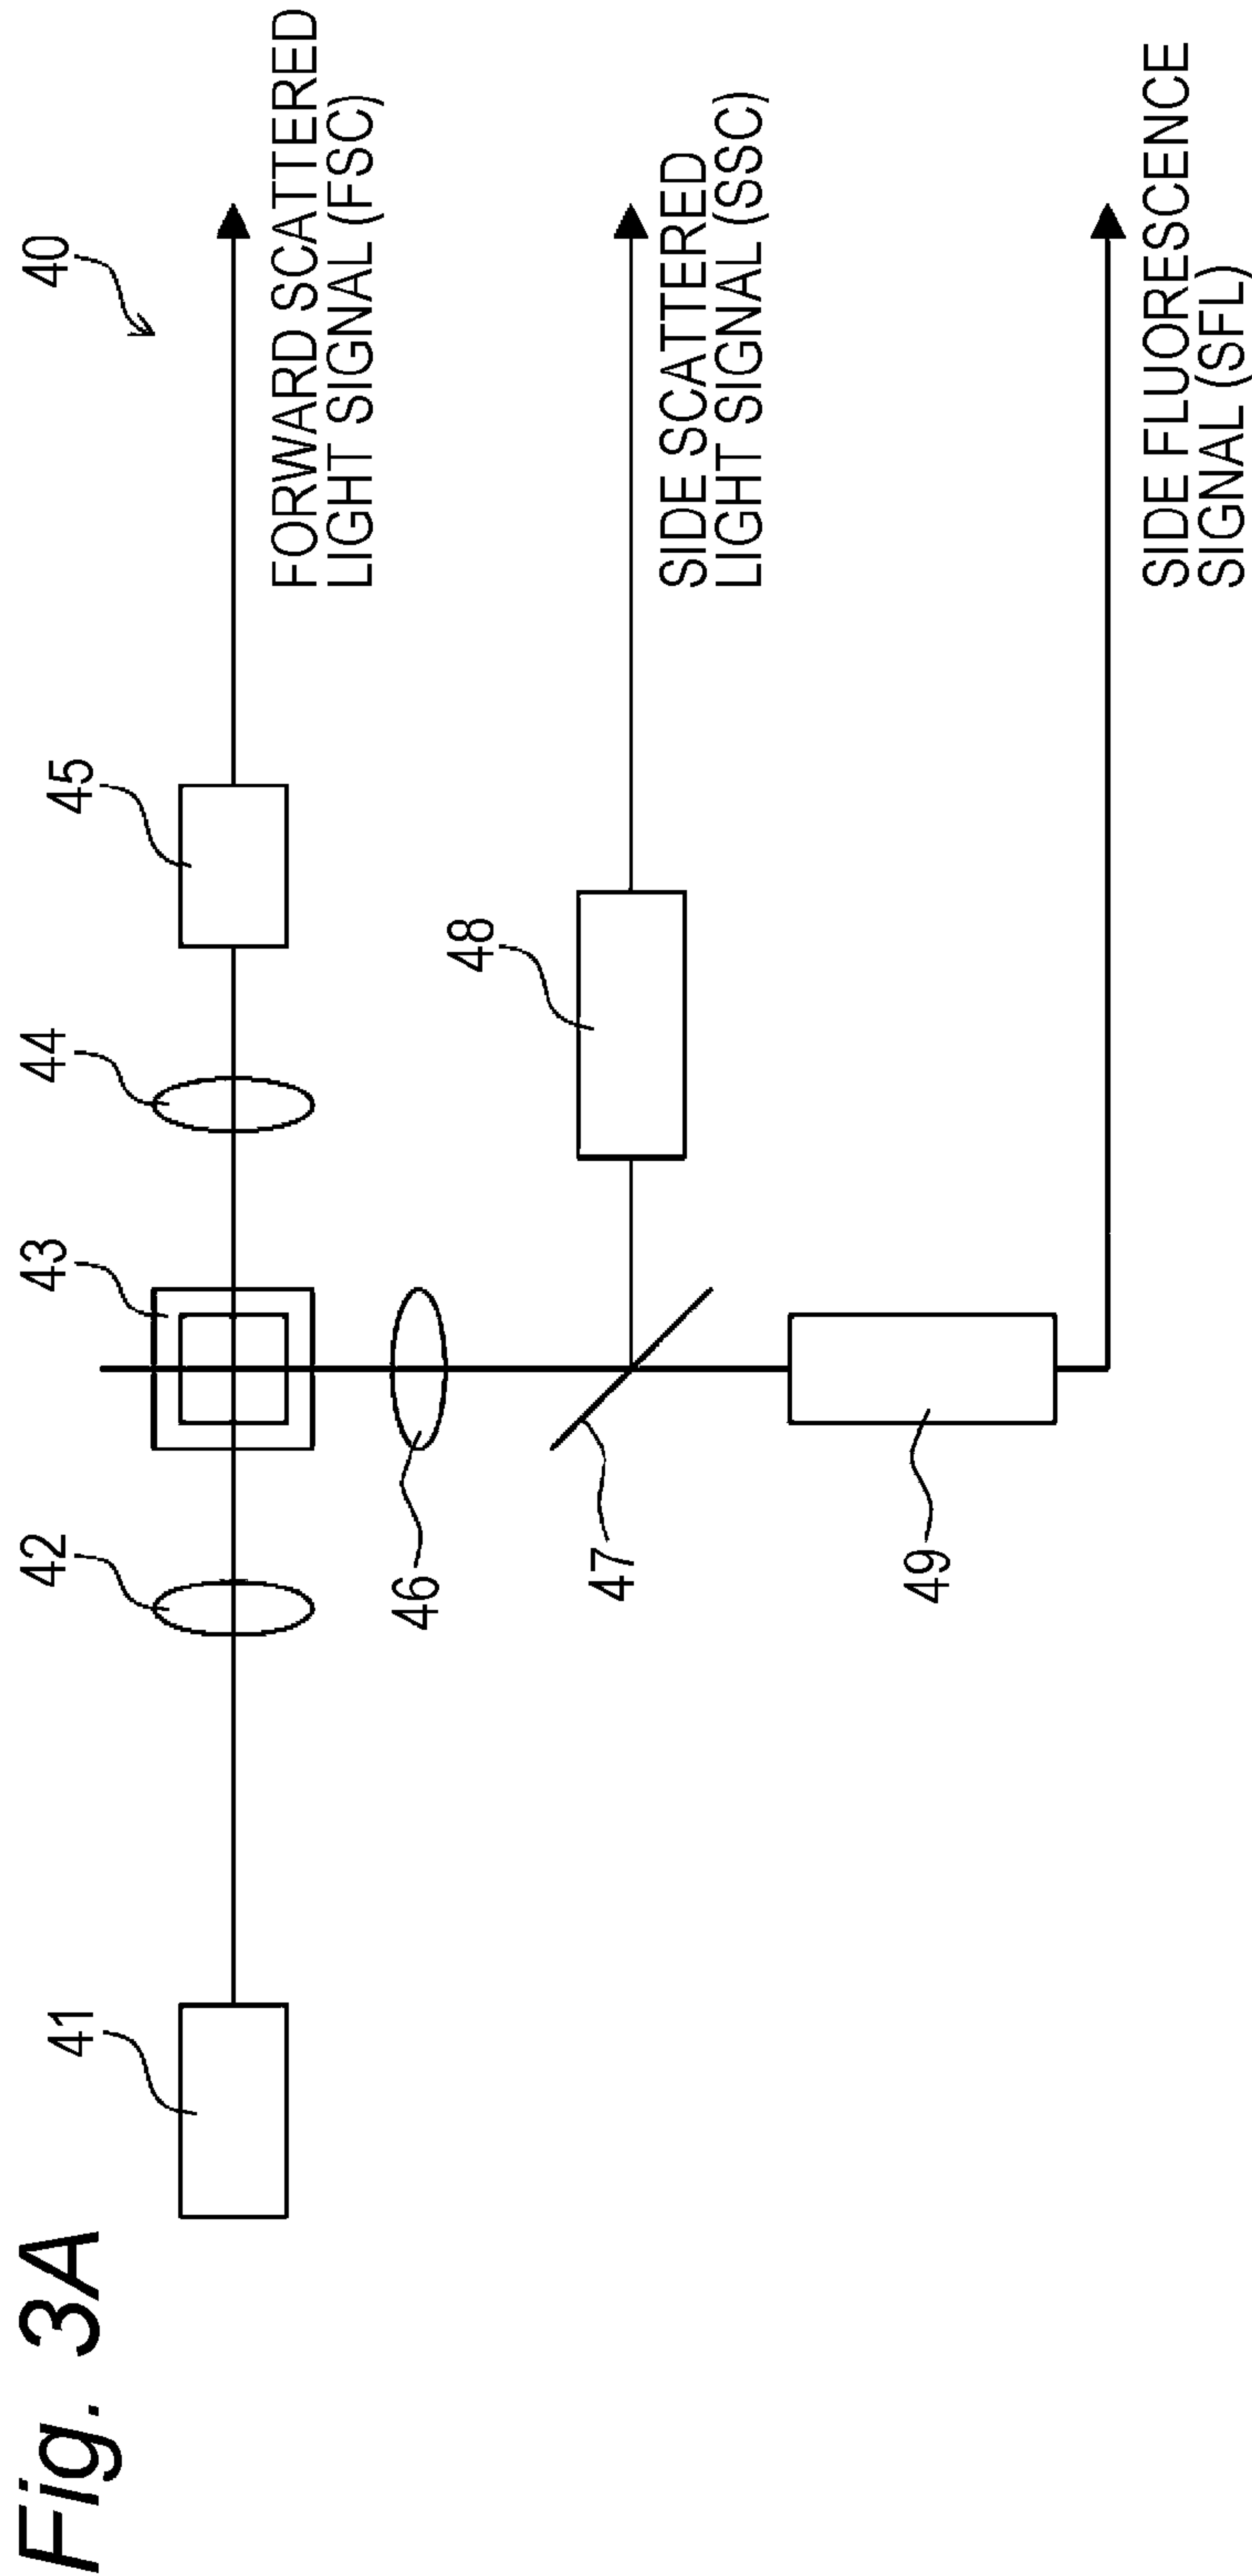 Fig. 3A
40
41
42
43
44
45
FORWARD SCATTERED
LIGHT SIGNAL (FSC)
46
47
48
SIDE SCATTERED
LIGHT SIGNAL (SSC)
49
SIDE FLUORESCENCE
SIGNAL (SFL)